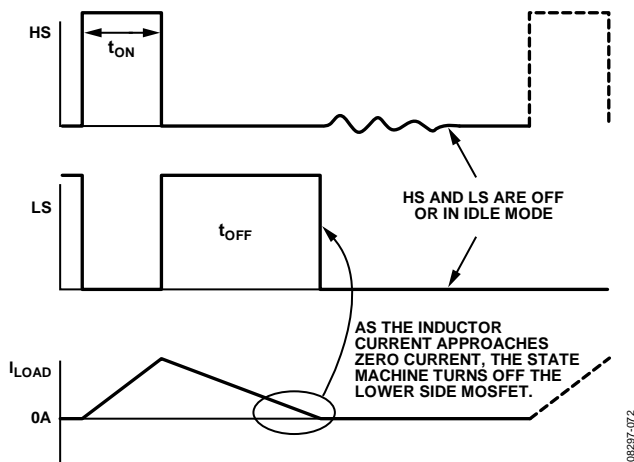 HS
tON
LS
tOFF
HS AND LS ARE OFF
OR IN IDLE MODE
AS THE INDUCTOR
CURRENT APPROACHES
ZERO CURRENT, THE STATE
MACHINE TURNS OFF THE
LOWER SIDE MOSFET.
ILOAD
0A
08297-072